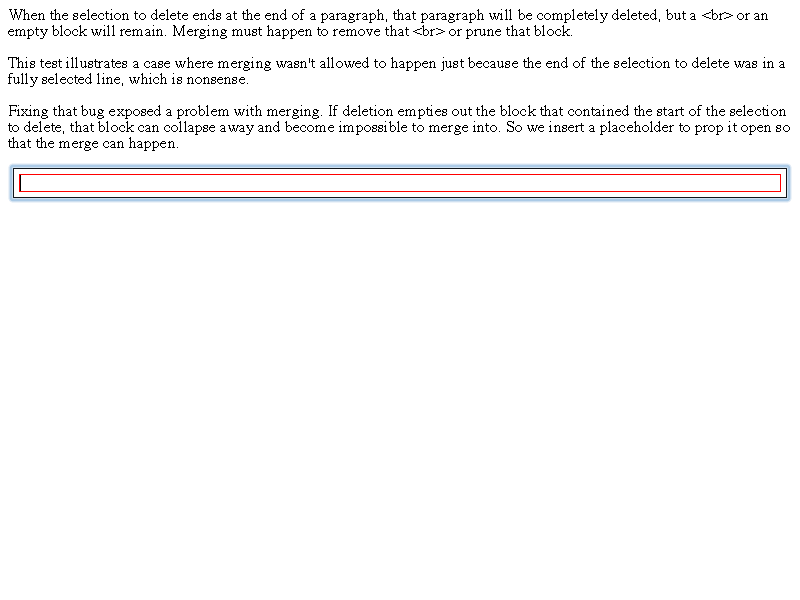 When the selection to delete ends at the end of a paragraph, that paragraph will be completely deleted, but a <br> or an
empty block will remain. Merging must happen to remove that <br> or prune that block.
This test illustrates a case where merging wasn't allowed to happen just because the end of the selection to delete was in a
fully selected line, which is nonsense.
Fixing that bug exposed a problem with merging. If deletion empties out the block that contained the start of the selection
to delete, that block can collapse away and become impossible to merge into. So we insert a placeholder to prop it open so
that the merge can happen.